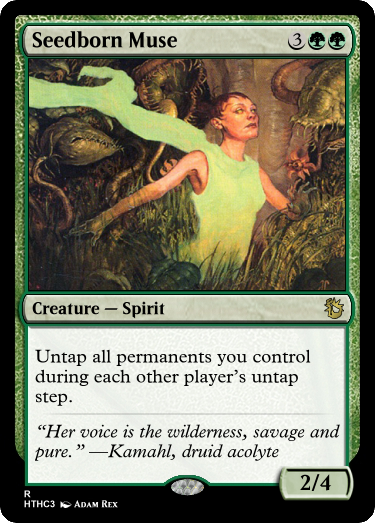 Seedborn Muse 3
Creature — Spirit
Untap all permanents you control
during each other player's untap
step.
“Her voice is the wilderness, savage and
pure.” —Kamahl, druid acolyte
2/4
R
HTHC3 Adam Rex